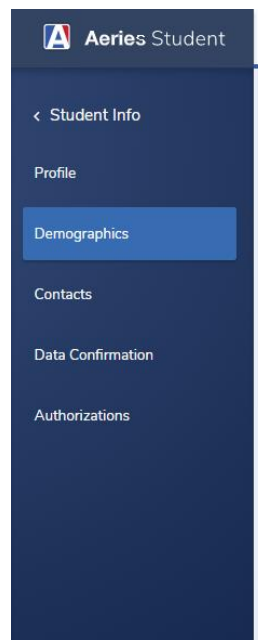 Aeries Student
< Student Info
Profile
Demographics
Contacts
Data Confirmation
Authorizations